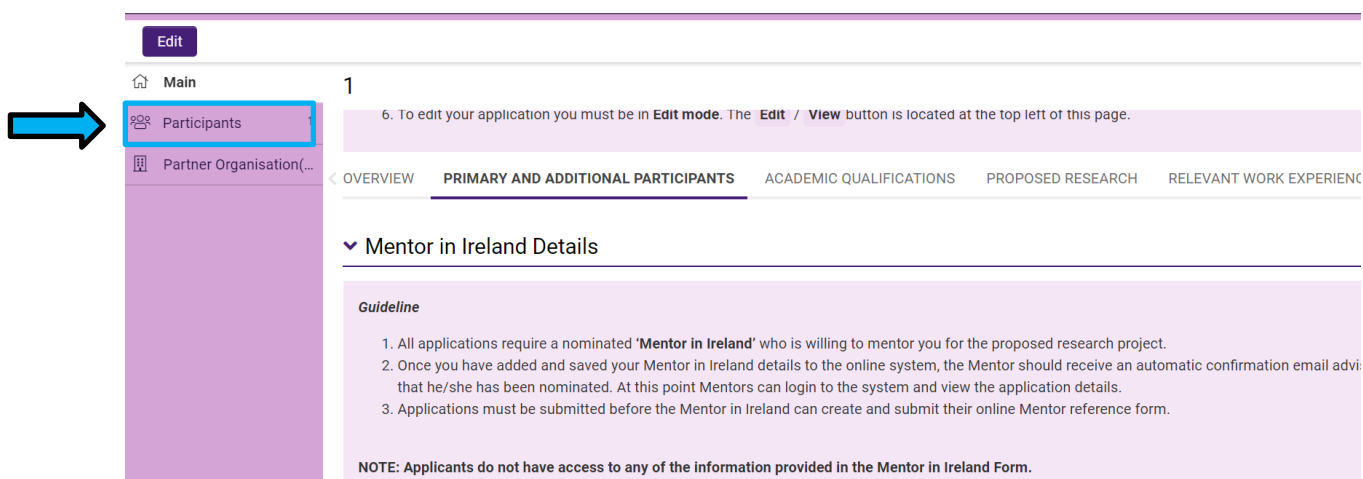 Edit
Main
Participants 1
Partner Organisation(...
1
6. To edit your application you must be in Edit mode. The Edit / View button is located at the top left of this page.
OVERVIEW PRIMARY AND ADDITIONAL PARTICIPANTS ACADEMIC QUALIFICATIONS PROPOSED RESEARCH RELEVANT WORK EXPERIENC
Mentor in Ireland Details
Guideline
1. All applications require a nominated ‘Mentor in Ireland’ who is willing to mentor you for the proposed research project.
2. Once you have added and saved your Mentor in Ireland details to the online system, the Mentor should receive an automatic confirmation email advis
that he/she has been nominated. At this point Mentors can login to the system and view the application details.
3. Applications must be submitted before the Mentor in Ireland can create and submit their online Mentor reference form.
NOTE: Applicants do not have access to any of the information provided in the Mentor in Ireland Form.